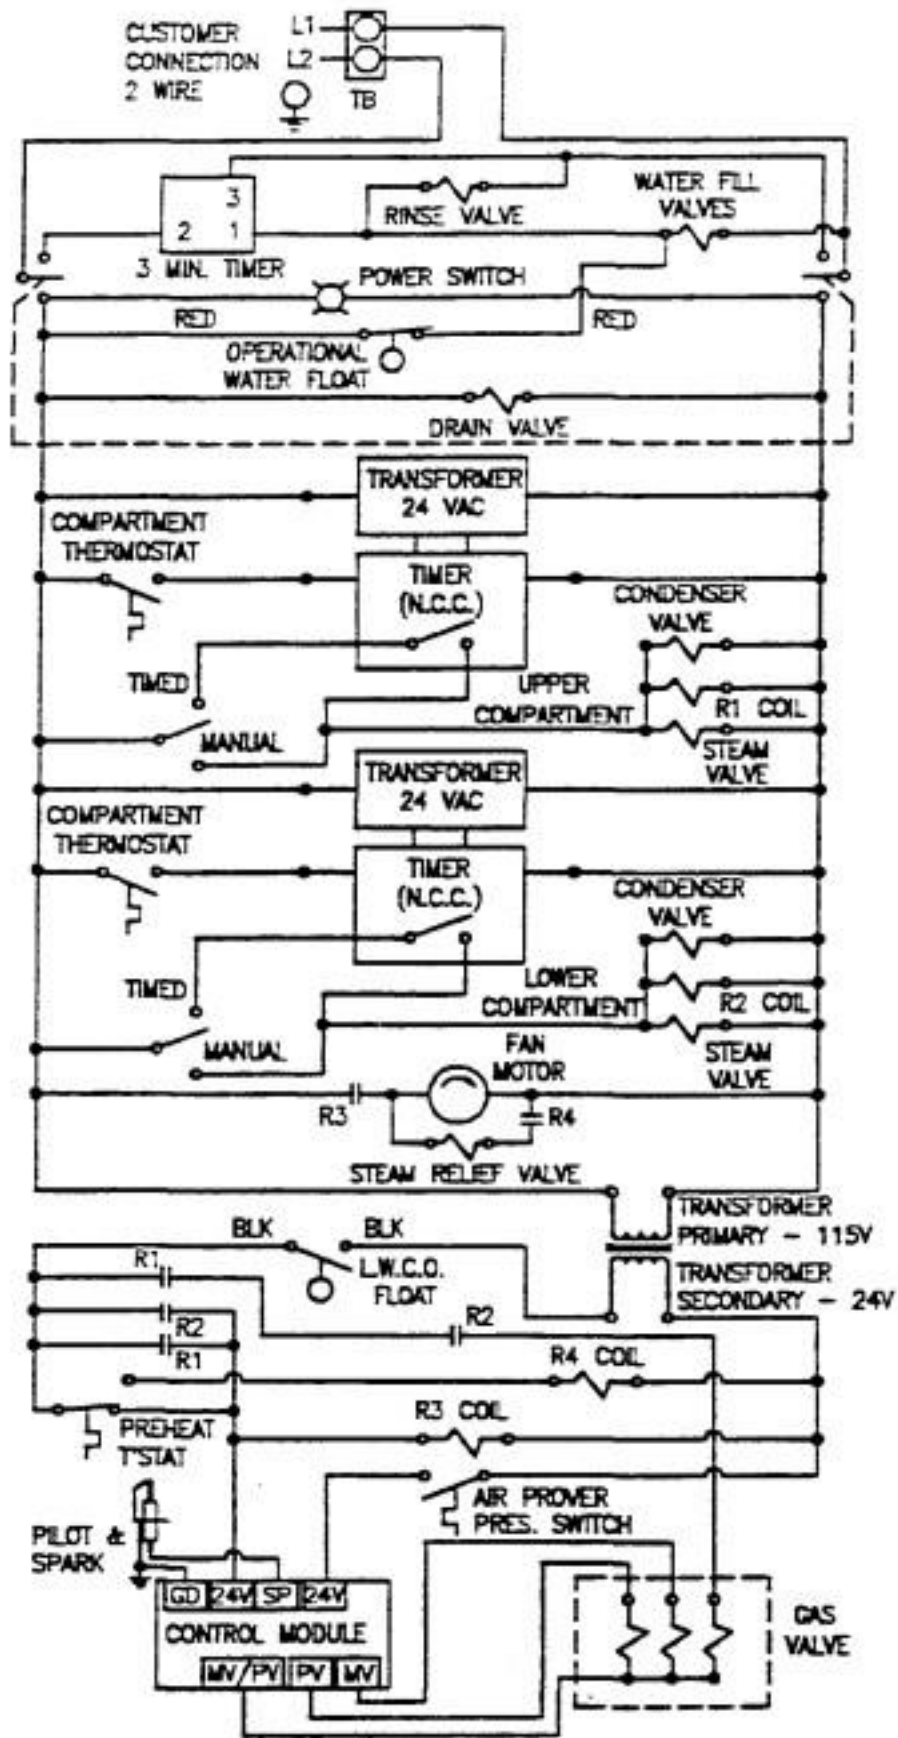 CUSTOMER
CONNECTION
2 WIRE
L1
L2
TB
3
2 1
3 MIN. TIMER
RINSE VALVE
WATER FILL
VALVES
POWER SWITCH
RED
RED
OPERATIONAL
WATER FLOAT
DRAIN VALVE
TRANSFORMER
24 VAC
COMPARTMENT
THERMOSTAT
TIMER
(N.C.C.)
CONDENSER
VALVE
TIMED
UPPER
COMPARTMENT
R1 COIL
MANUAL
STEAM
VALVE
TRANSFORMER
24 VAC
COMPARTMENT
THERMOSTAT
TIMER
(N.C.C.)
CONDENSER
VALVE
TIMED
LOWER
COMPARTMENT
R2 COIL
MANUAL
STEAM
VALVE
FAN
MOTOR
R3
R4
STEAM RELIEF VALVE
TRANSFORMER
PRIMARY - 115V
BLK
BLK
TRANSFORMER
SECONDARY - 24V
R1
L.W.C.O.
FLOAT
R2
R2
R1
R4 COIL
R3 COIL
PREHEAT
T'STAT
AIR PROVER
PRES. SWITCH
PILOT &
SPARK
GD 24V SP 24V
CONTROL MODULE
MV/PV PV MV
GAS
VALVE